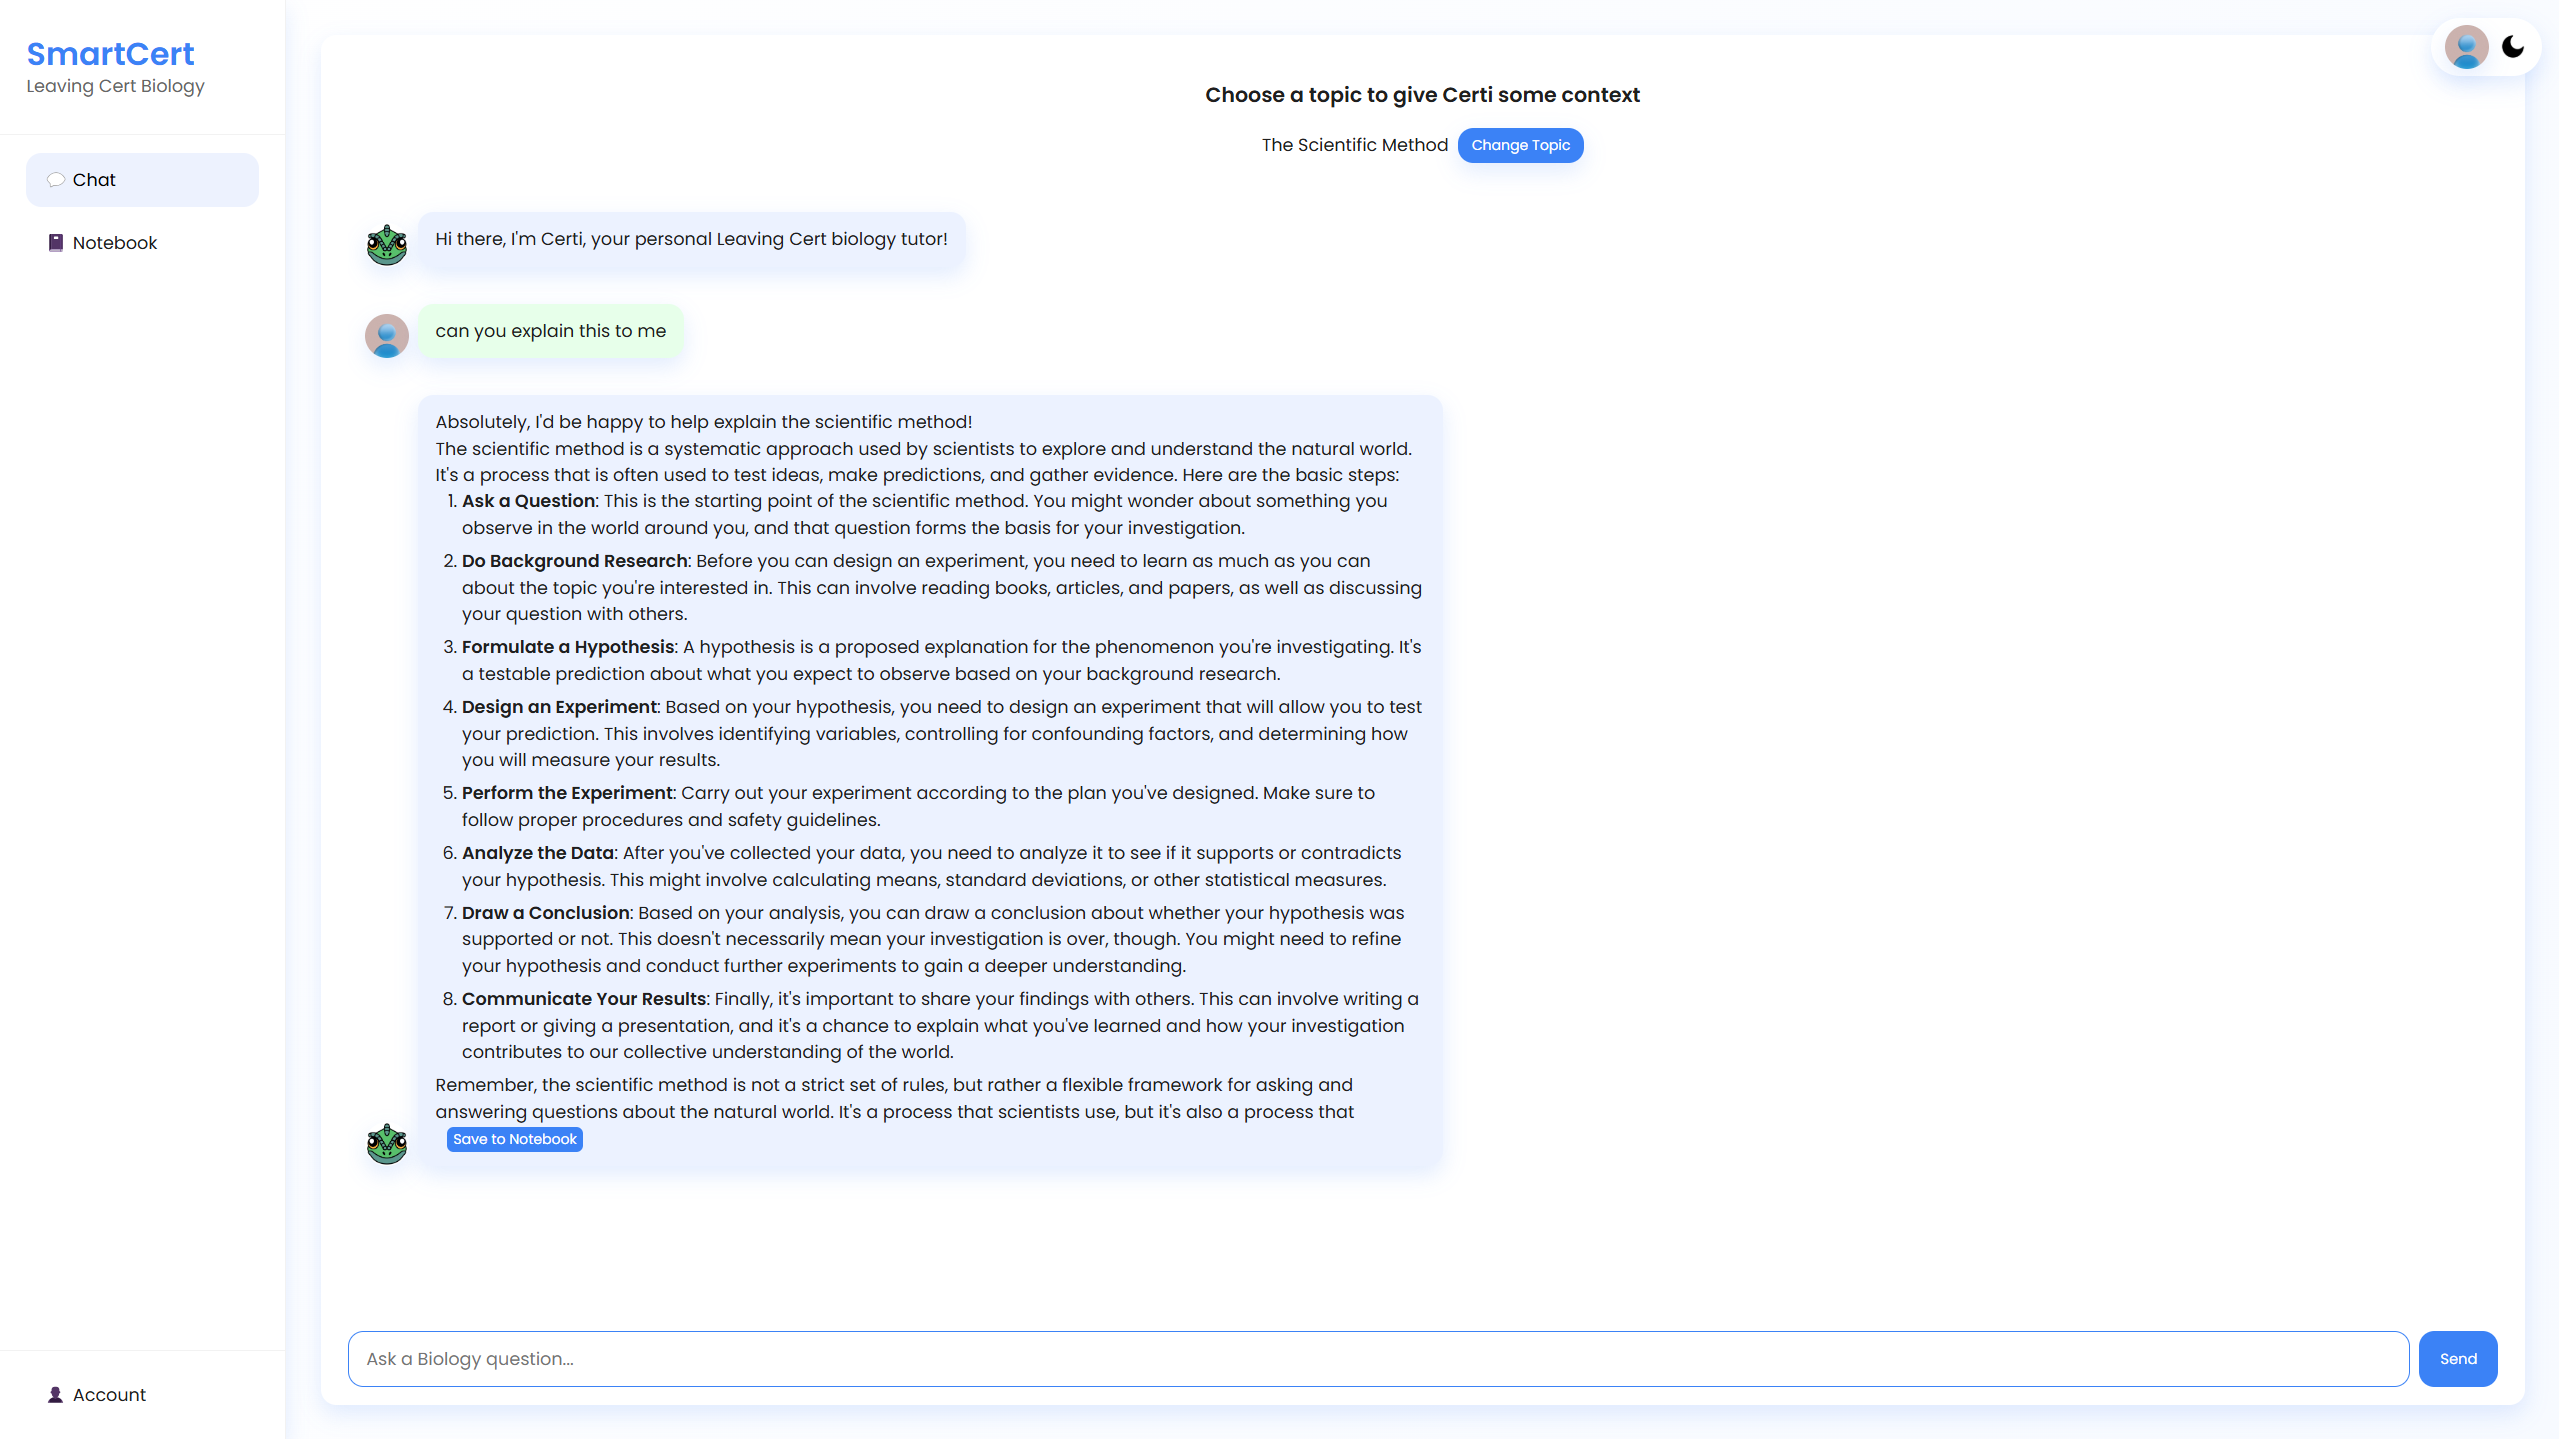 SmartCert
Leaving Cert Biology
Chat
Notebook
Account
Choose a topic to give Certi some context
The Scientific Method Change Topic
Hi there, I'm Certi, your personal Leaving Cert biology tutor!
can you explain this to me
Absolutely, I'd be happy to help explain the scientific method!
The scientific method is a systematic approach used by scientists to explore and understand the natural world.
It's a process that is often used to test ideas, make predictions, and gather evidence. Here are the basic steps:
1. Ask a Question: This is the starting point of the scientific method. You might wonder about something you
observe in the world around you, and that question forms the basis for your investigation.
2. Do Background Research: Before you can design an experiment, you need to learn as much as you can
about the topic you're interested in. This can involve reading books, articles, and papers, as well as discussing
your question with others.
3. Formulate a Hypothesis: A hypothesis is a proposed explanation for the phenomenon you're investigating. It's
a testable prediction about what you expect to observe based on your background research.
4. Design an Experiment: Based on your hypothesis, you need to design an experiment that will allow you to test
your prediction. This involves identifying variables, controlling for confounding factors, and determining how
you will measure your results.
5. Perform the Experiment: Carry out your experiment according to the plan you've designed. Make sure to
follow proper procedures and safety guidelines.
6. Analyze the Data: After you've collected your data, you need to analyze it to see if it supports or contradicts
your hypothesis. This might involve calculating means, standard deviations, or other statistical measures.
7. Draw a Conclusion: Based on your analysis, you can draw a conclusion about whether your hypothesis was
supported or not. This doesn't necessarily mean your investigation is over, though. You might need to refine
your hypothesis and conduct further experiments to gain a deeper understanding.
8. Communicate Your Results: Finally, it's important to share your findings with others. This can involve writing a
report or giving a presentation, and it's a chance to explain what you've learned and how your investigation
contributes to our collective understanding of the world.
Remember, the scientific method is not a strict set of rules, but rather a flexible framework for asking and
answering questions about the natural world. It's a process that scientists use, but it's also a process that
Save to Notebook
Ask a Biology question...
Send